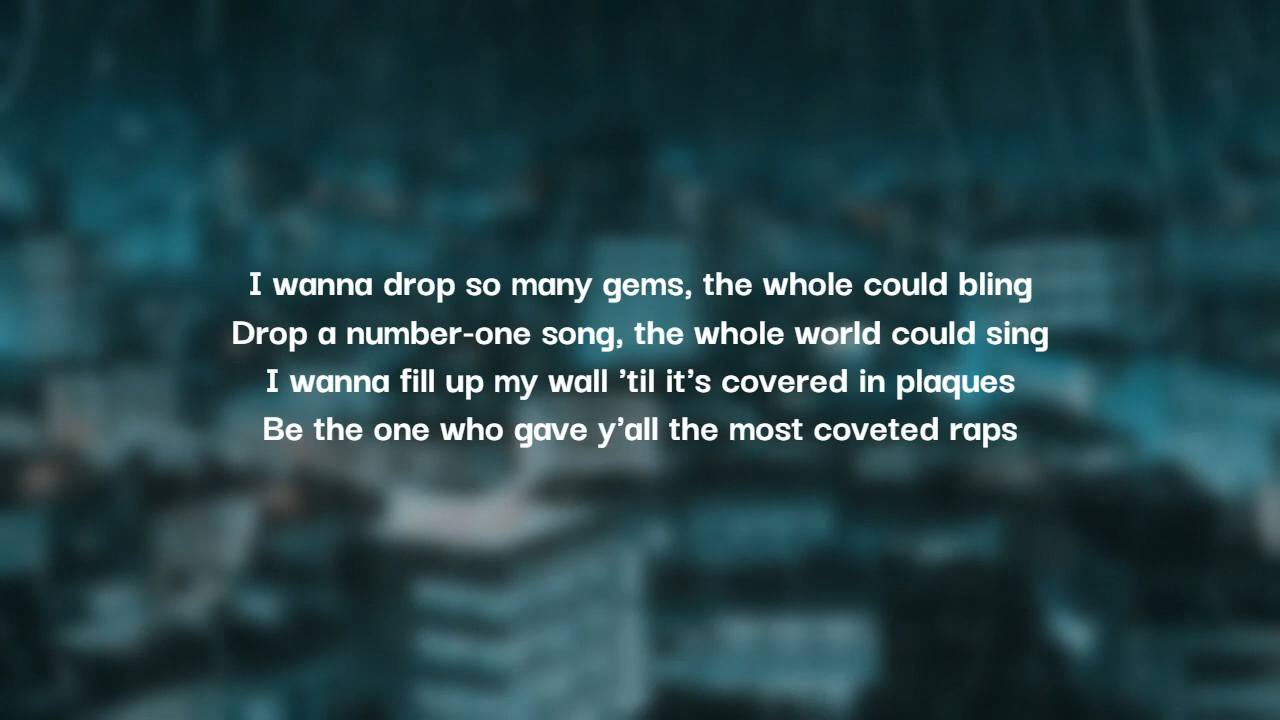 I wanna drop so many gems, the whole could bling
Drop a number-one song, the whole world could sing
I wanna fill up my wall ’til it’s covered in plaques
Be the one who gave y’all the most coveted raps